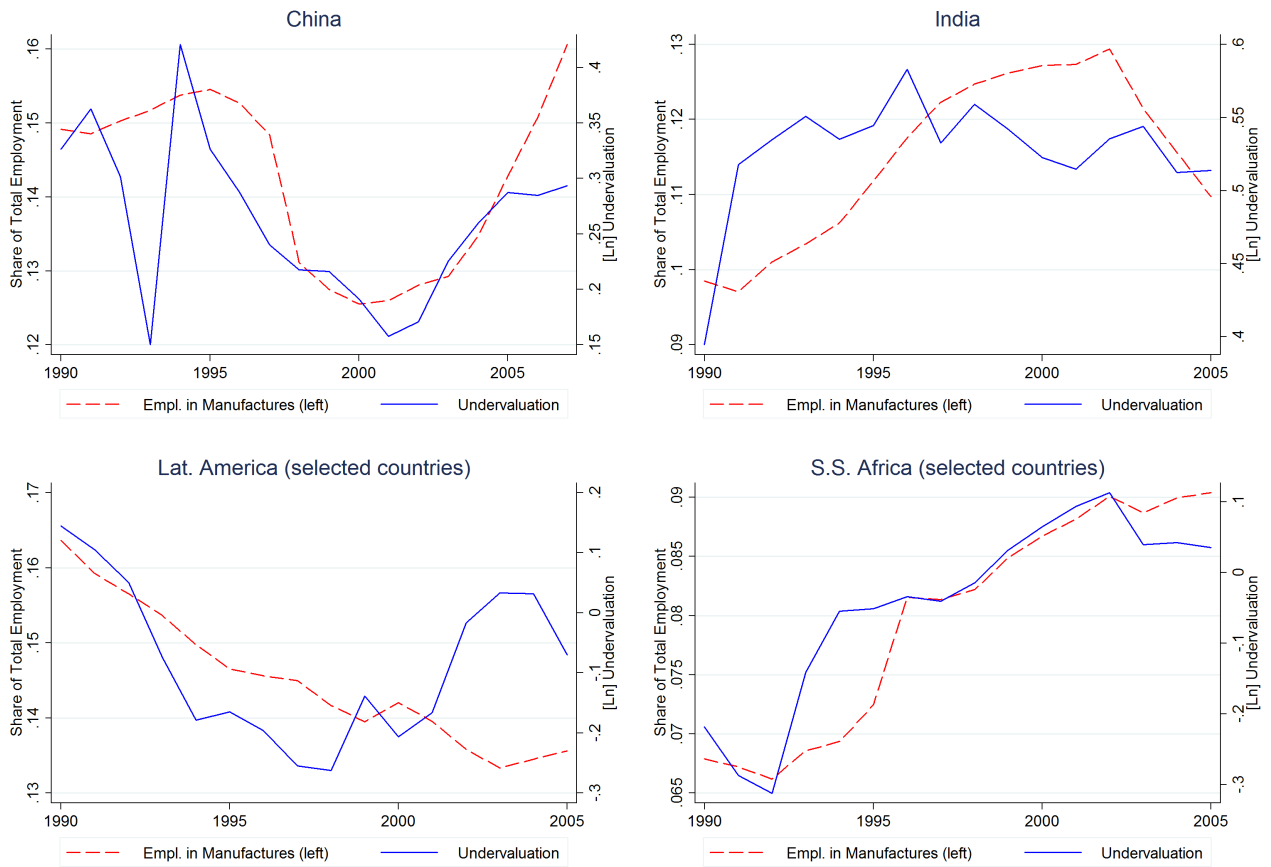 China
Share of Total Employment
.12 .13 .14 .15 .16
[Ln] Undervaluation
.15 .2 .25 .3 .35 .4
1990 1995 2000 2005
Empl. in Manufactures (left) Undervaluation
India
Share of Total Employment
.09 .1 .11 .12 .13
[Ln] Undervaluation
.4 .45 .5 .55 .6
1990 1995 2000 2005
Empl. in Manufactures (left) Undervaluation
Lat. America (selected countries)
Share of Total Employment
.13 .14 .15 .16 .17
[Ln] Undervaluation
-.3 -.2 -.1 0 .1 .2
1990 1995 2000 2005
Empl. in Manufactures (left) Undervaluation
S.S. Africa (selected countries)
Share of Total Employment
.065 .07 .075 .08 .085 .09
[Ln] Undervaluation
-.3 -.2 -.1 0 .1
1990 1995 2000 2005
Empl. in Manufactures (left) Undervaluation